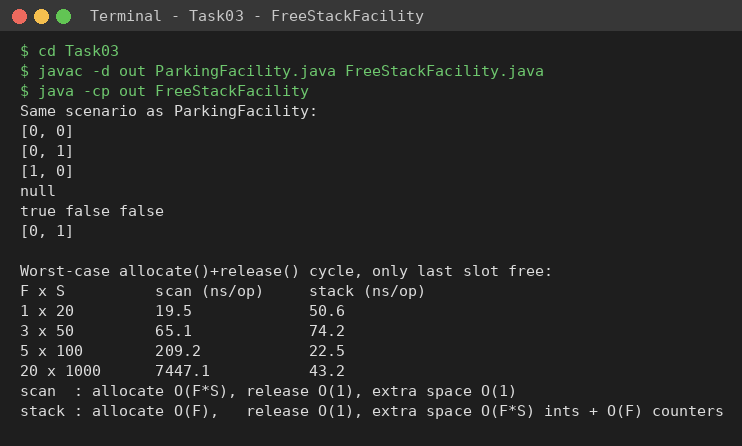 Terminal - Task03 - FreeStackFacility
$ cd Task03
$ javac -d out ParkingFacility.java FreeStackFacility.java
$ java -cp out FreeStackFacility
Same scenario as ParkingFacility:
[0, 0]
[0, 1]
[1, 0]
null
true false false
[0, 1]
Worst-case allocate()+release() cycle, only last slot free:
F x S          scan (ns/op)     stack (ns/op)
1 x 20         19.5             50.6
3 x 50         65.1             74.2
5 x 100        209.2            22.5
20 x 1000      7447.1           43.2
scan  : allocate O(F*S), release O(1), extra space O(1)
stack : allocate O(F),   release O(1), extra space O(F*S) ints + O(F) counters